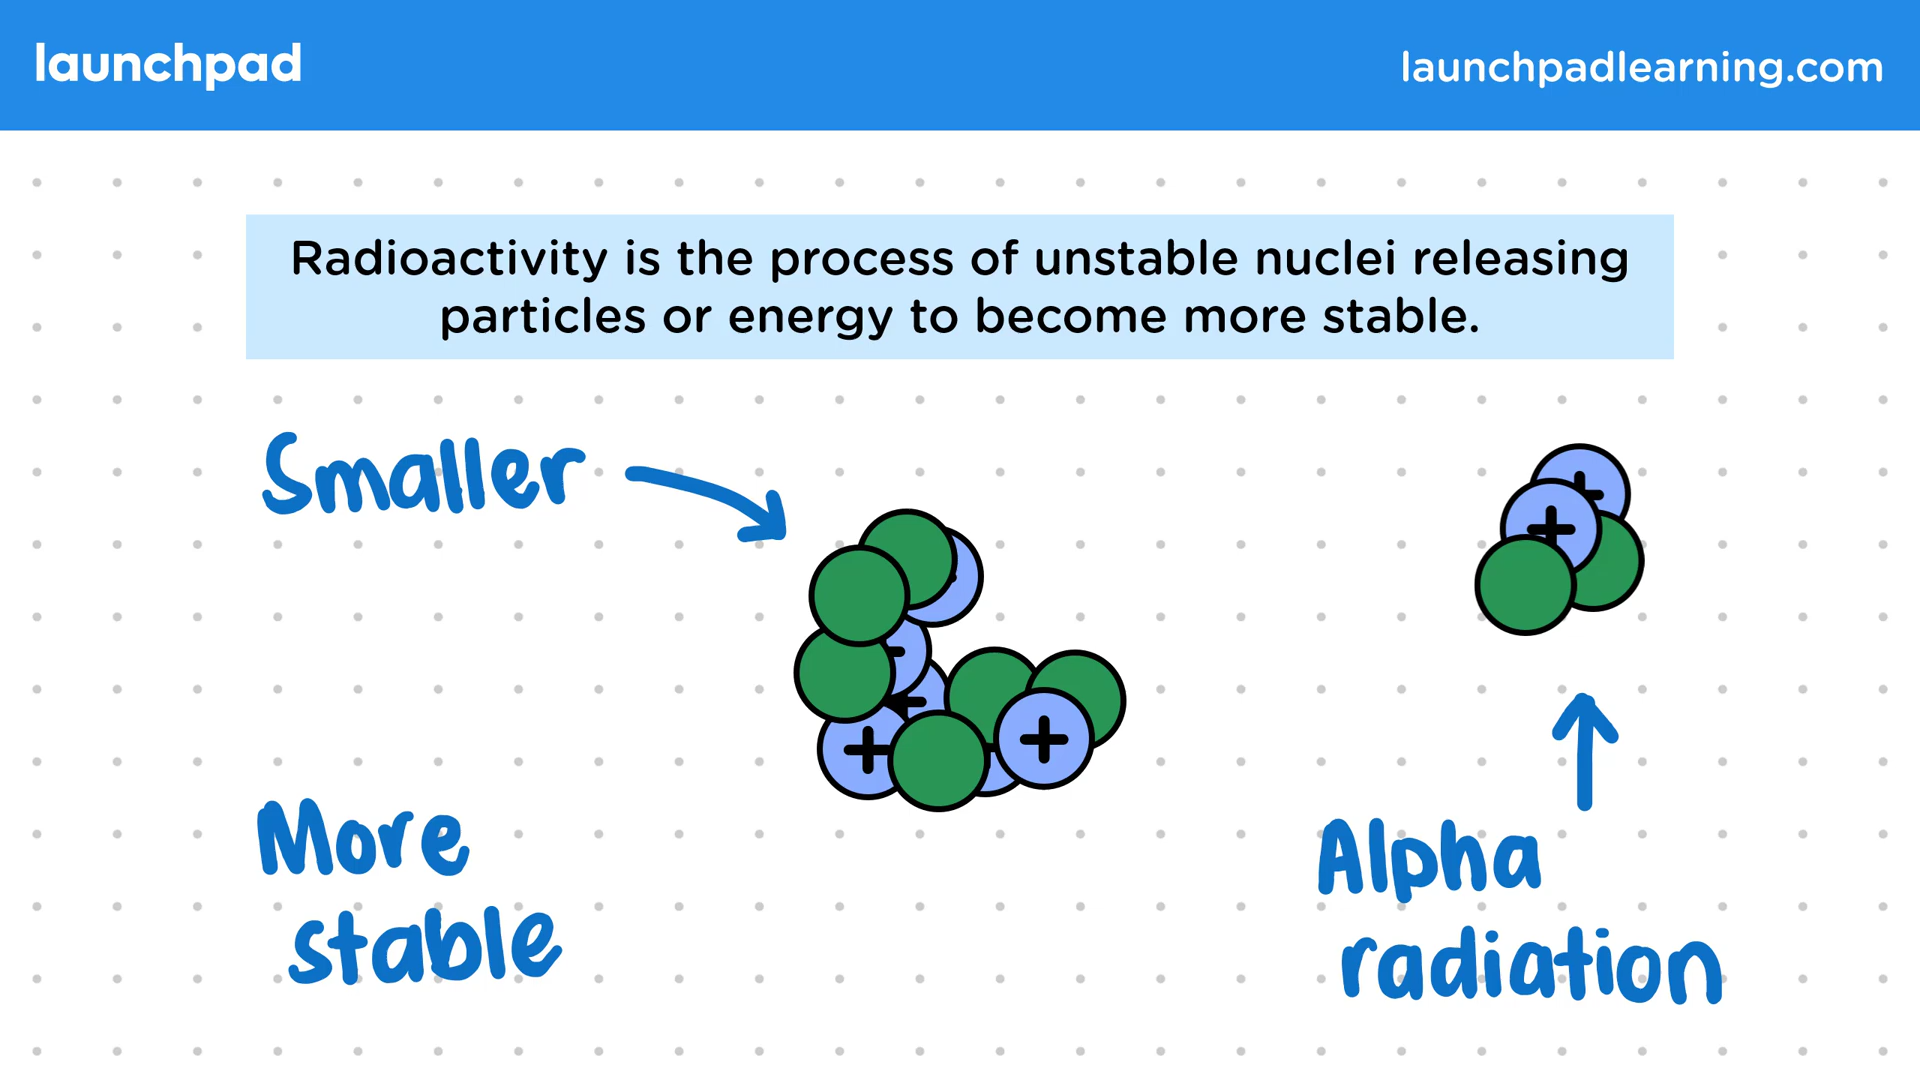 launchpad
launchpadlearning.com
Radioactivity is the process of unstable nuclei releasing
particles or energy to become more stable.
Smaller
More
stable
Alpha
radiation